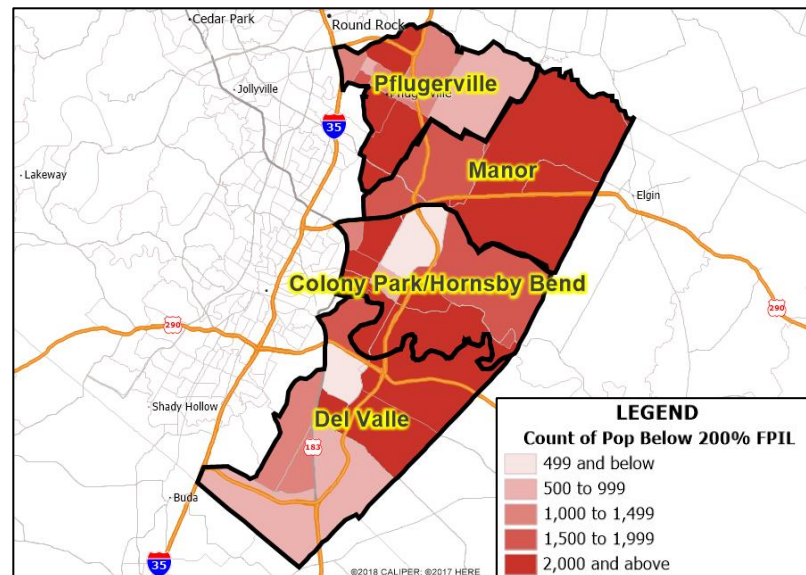 Cedar Park
Round Rock
Pflugerville
Jollyville
35
Manor
Lakeway
Elgin
Colony Park/Hornsby Bend
290
290
Shady Hollow
Del Valle
183
Buda
35
©2018 CALIPER; ©2017 HERE
LEGEND
Count of Pop Below 200% FPIL
499 and below
500 to 999
1,000 to 1,499
1,500 to 1,999
2,000 and above